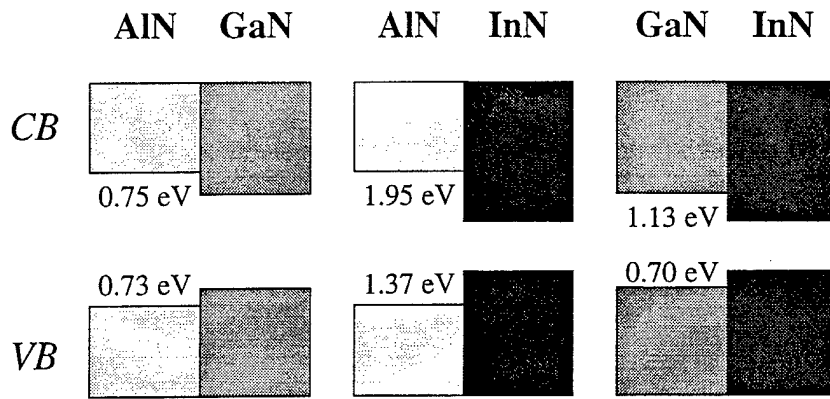 AlN GaN AlN InN GaN InN
CB
0.75 eV 1.95 eV 1.13 eV
0.73 eV 1.37 eV 0.70 eV
VB